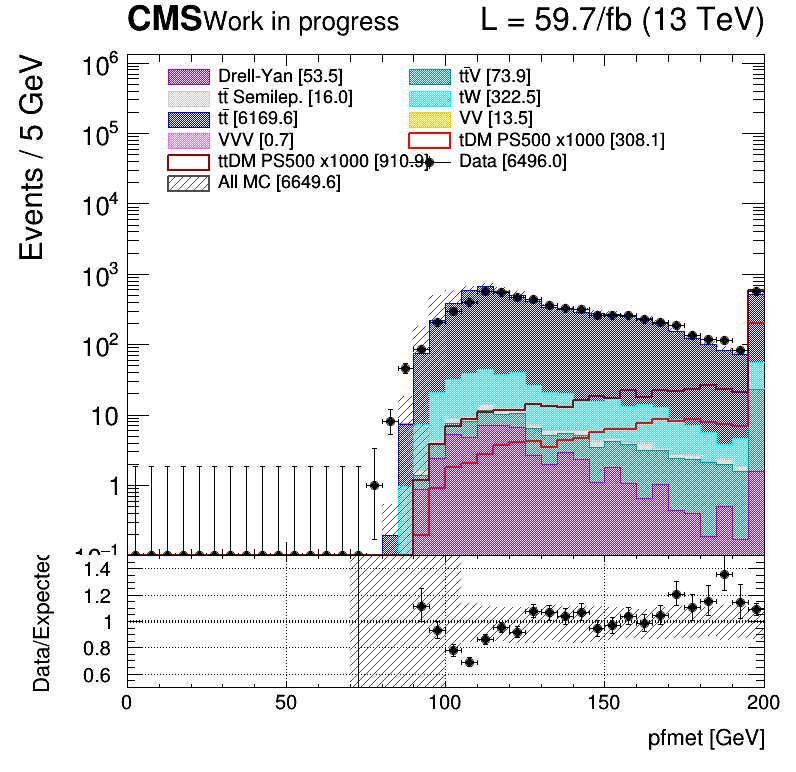 CMS Work in progress L = 59.7/fb (13 TeV)
Events / 5 GeV
10⁶
10⁵
10⁴
10³
10²
10
1
10⁻¹
Drell-Yan [53.5] tt̄V [73.9]
tt̄ Semilep. [16.0] tW [322.5]
tt̄ [6169.6] VV [13.5]
VVV [0.7] tDM PS500 x1000 [308.1]
ttDM PS500 x1000 [910.9] Data [6496.0]
All MC [6649.6]
Data/Expected
1.4
1.2
1
0.8
0.6
0 50 100 150 200
pfmet [GeV]